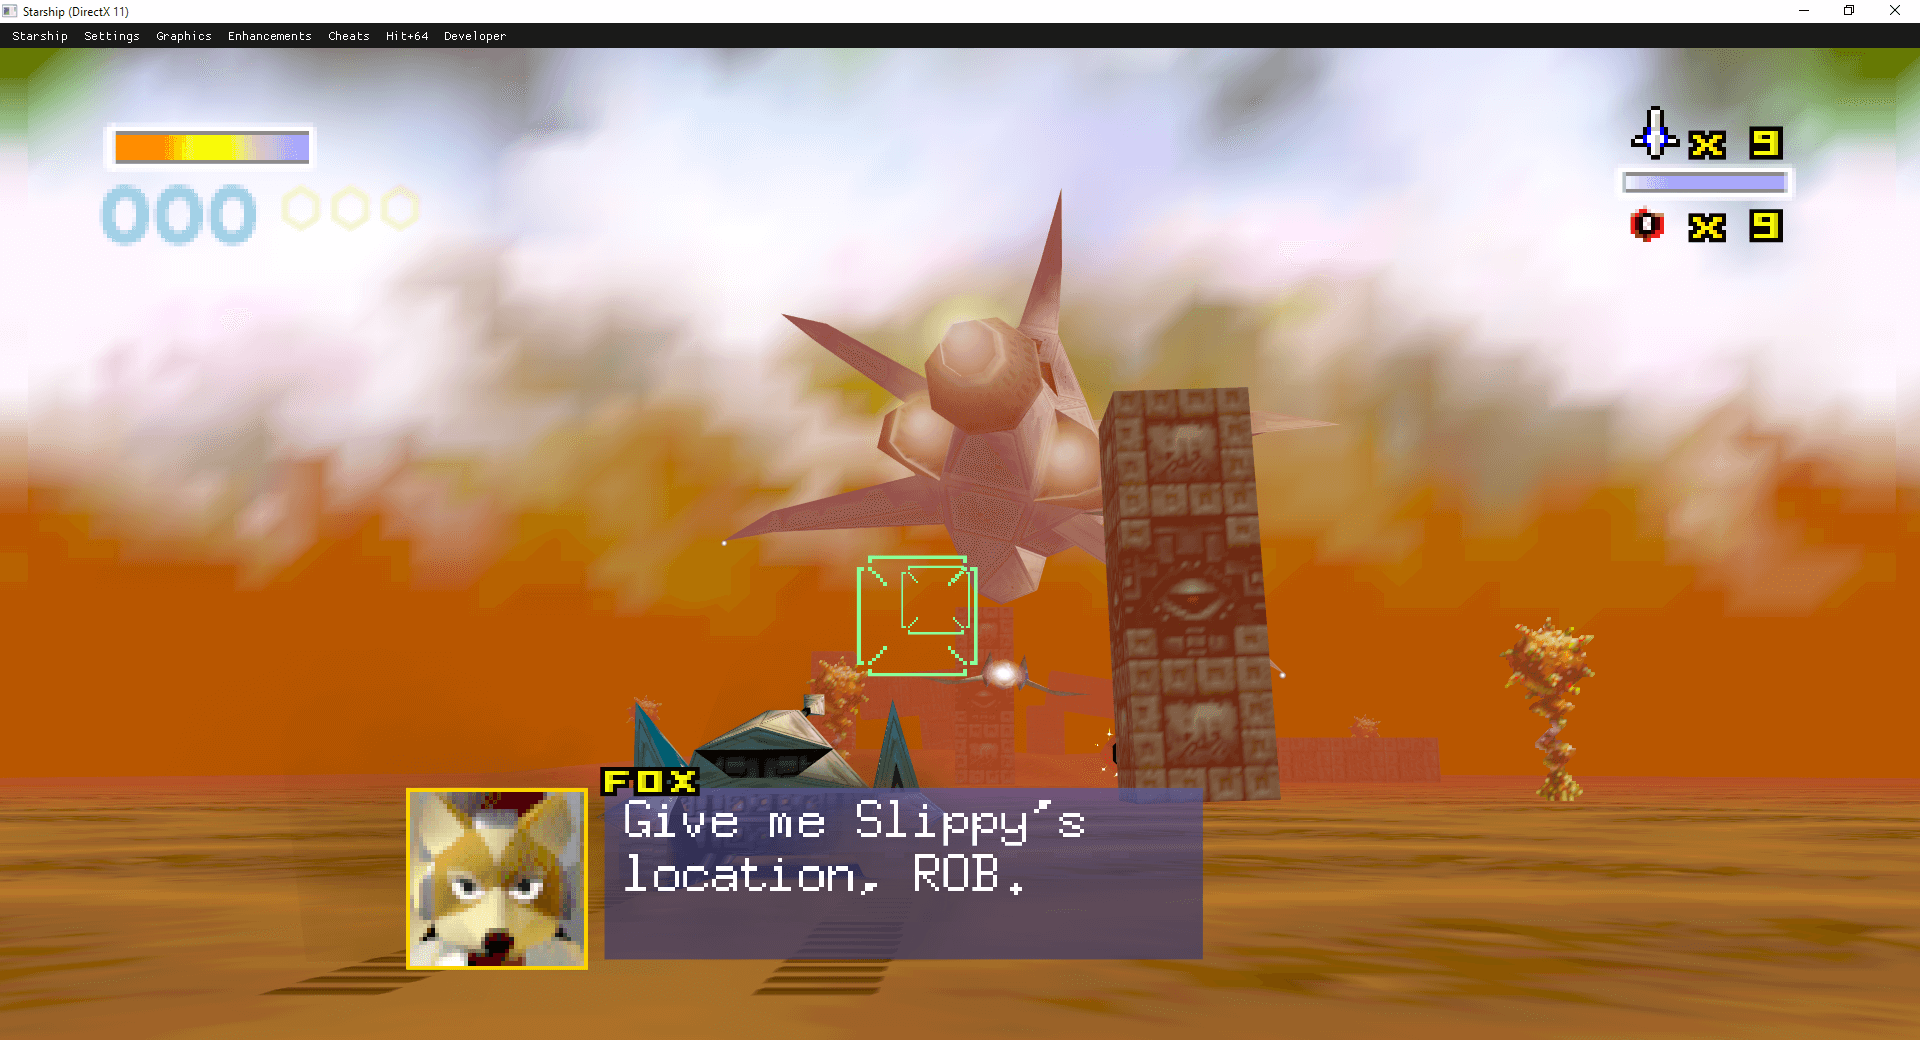 Starship (DirectX 11)
Starship Settings Graphics Enhancements Cheats Hit+64 Developer
000
x 9
x 9
FOX
Give me Slippy's
location, ROB.